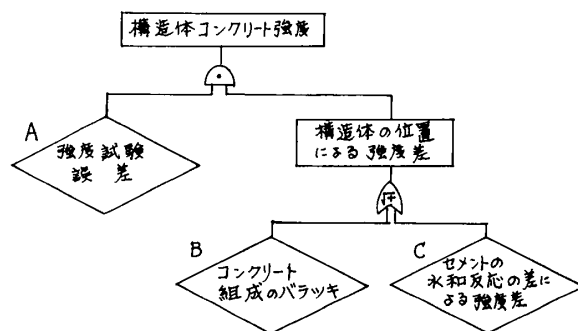 構造体コンクリート強度
・
A
強度試験
誤差
構造体の位置
による強度差
√+
B
コンクリート
組成のバラッキ
C
セメントの
水和反応の差に
よる強度差